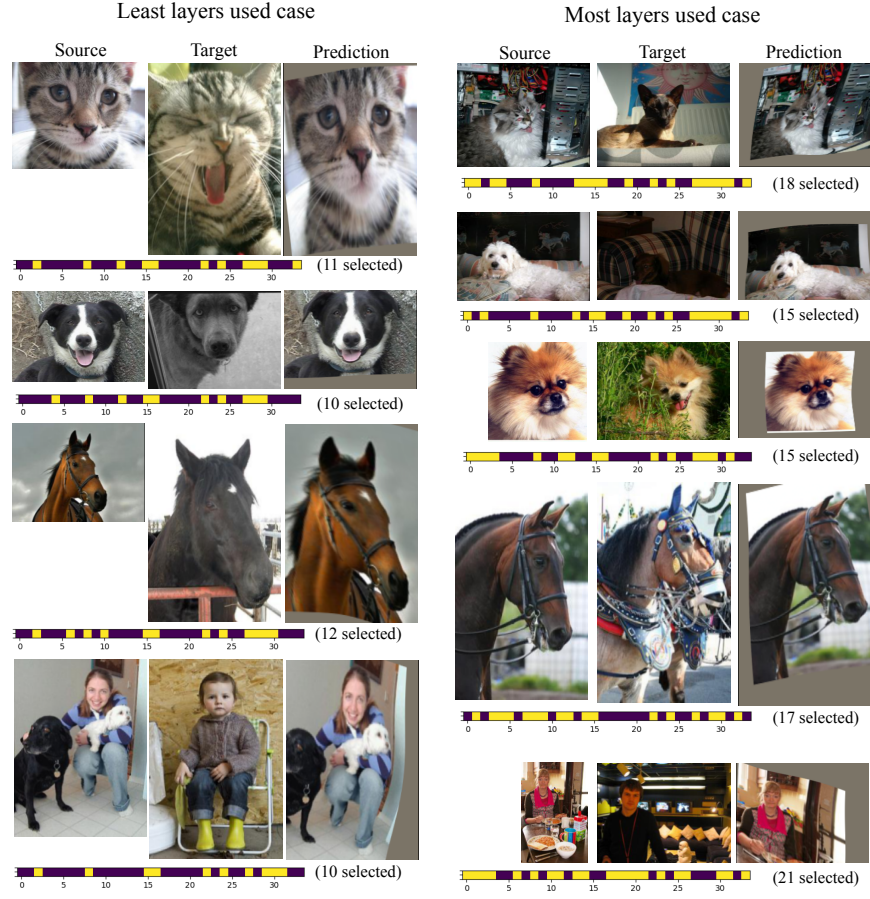 Least layers used case
Source Target Prediction
0 5 10 15 20 25 30
(11 selected)
0 5 10 15 20 25 30
(10 selected)
0 5 10 15 20 25 30
(12 selected)
0 5 10 15 20 25 30
(10 selected)
Most layers used case
Source Target Prediction
0 5 10 15 20 25 30
(18 selected)
0 5 10 15 20 25 30
(15 selected)
0 5 10 15 20 25 30
(15 selected)
0 5 10 15 20 25 30
(17 selected)
0 5 10 15 20 25 30
(21 selected)